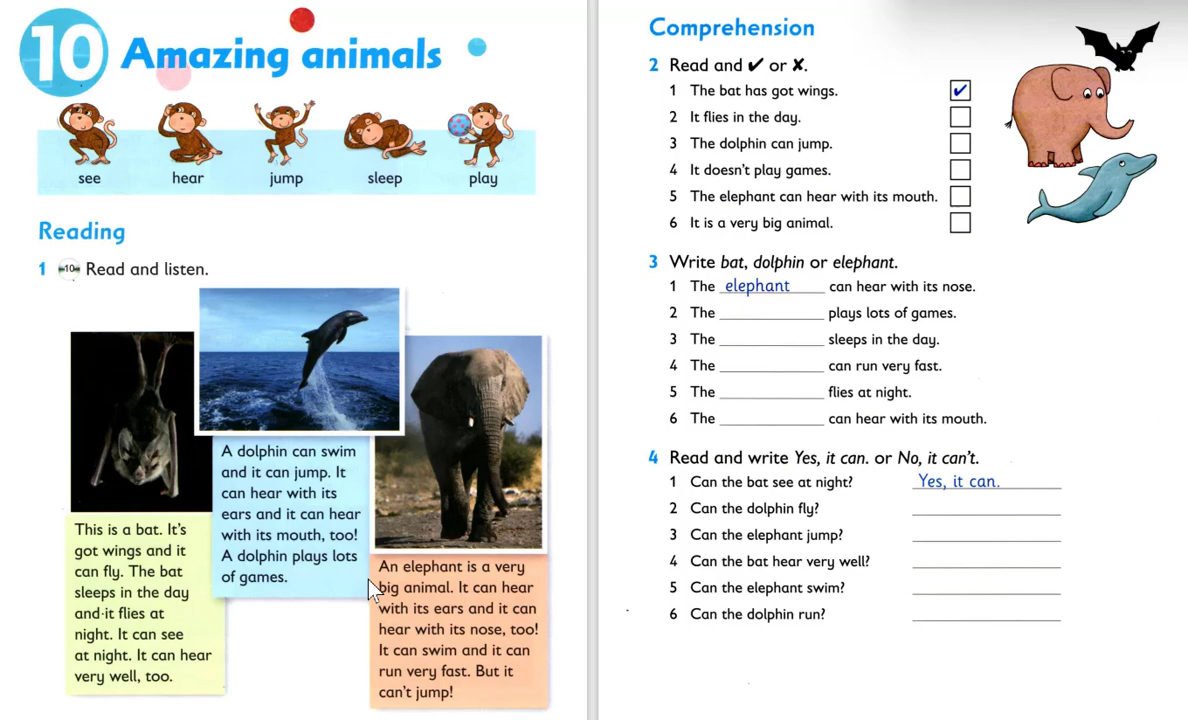 10 Amazing animals
see hear jump sleep play
Reading
1 10 Read and listen.
This is a bat. It's
got wings and it
can fly. The bat
sleeps in the day
and it flies at
night. It can see
at night. It can hear
very well, too.
A dolphin can swim
and it can jump. It
can hear with its
ears and it can hear
with its mouth, too!
A dolphin plays lots
of games.
An elephant is a very
big animal. It can hear
with its ears and it can
hear with its nose, too!
It can swim and it can
run very fast. But it
can't jump!
Comprehension
2 Read and ✔ or ✘.
1 The bat has got wings. ✔
2 It flies in the day.
3 The dolphin can jump.
4 It doesn't play games.
5 The elephant can hear with its mouth.
6 It is a very big animal.
3 Write bat, dolphin or elephant.
1 The elephant can hear with its nose.
2 The ____________ plays lots of games.
3 The ____________ sleeps in the day.
4 The ____________ can run very fast.
5 The ____________ flies at night.
6 The ____________ can hear with its mouth.
4 Read and write Yes, it can. or No, it can't.
1 Can the bat see at night? Yes, it can.
2 Can the dolphin fly? ____________
3 Can the elephant jump? ____________
4 Can the bat hear very well? ____________
5 Can the elephant swim? ____________
6 Can the dolphin run? ____________